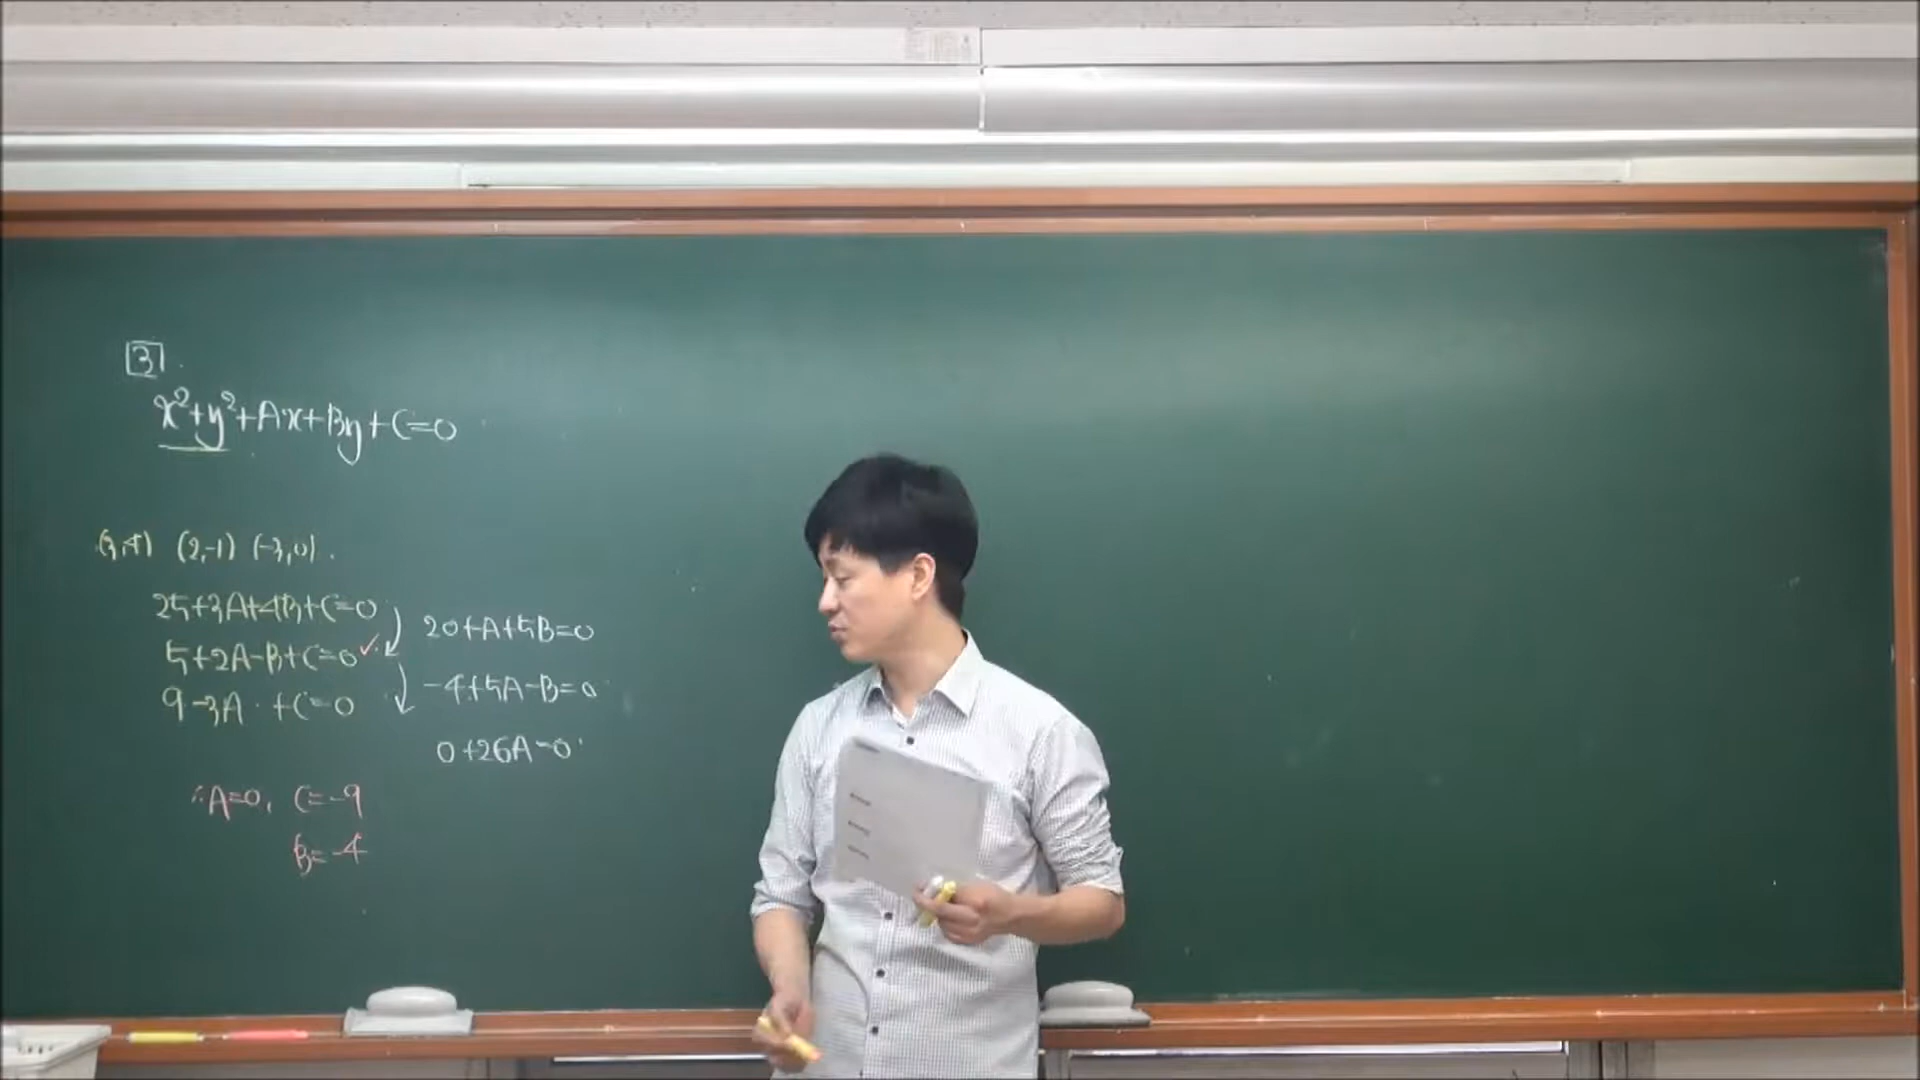 3.
x²+y²+Ax+By+C=0
(3,4) (2,-1) (-3,0).
25+3A+4B+C=0
5+2A-B+C=0 ✓
9-3A +C=0
20+A+5B=0
-4+5A-B=0
0+26A=0
∴A=0, C=-9
B=-4